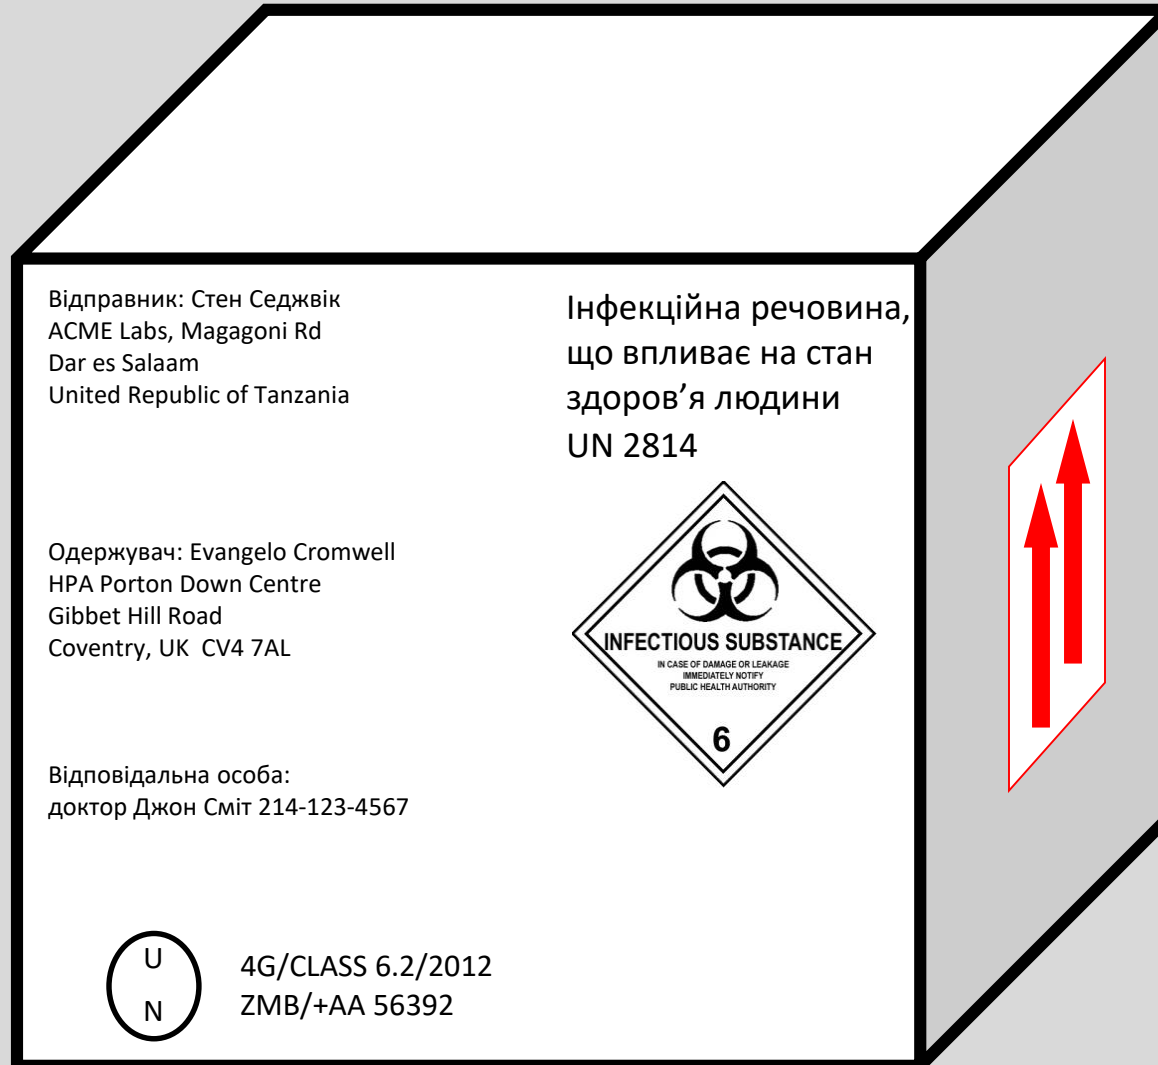 Відправник: Стен Седжвік
ACME Labs, Magagoni Rd
Dar es Salaam
United Republic of Tanzania
Інфекційна речовина,
що впливає на стан
здоров’я людини
UN 2814
Одержувач: Evangelo Cromwell
HPA Porton Down Centre
Gibbet Hill Road
Coventry, UK  CV4 7AL
INFECTIOUS SUBSTANCE
IN CASE OF DAMAGE OR LEAKAGE
IMMEDIATELY NOTIFY
PUBLIC HEALTH AUTHORITY
6
Відповідальна особа:
доктор Джон Сміт 214-123-4567
U
N
4G/CLASS 6.2/2012
ZMB/+AA 56392